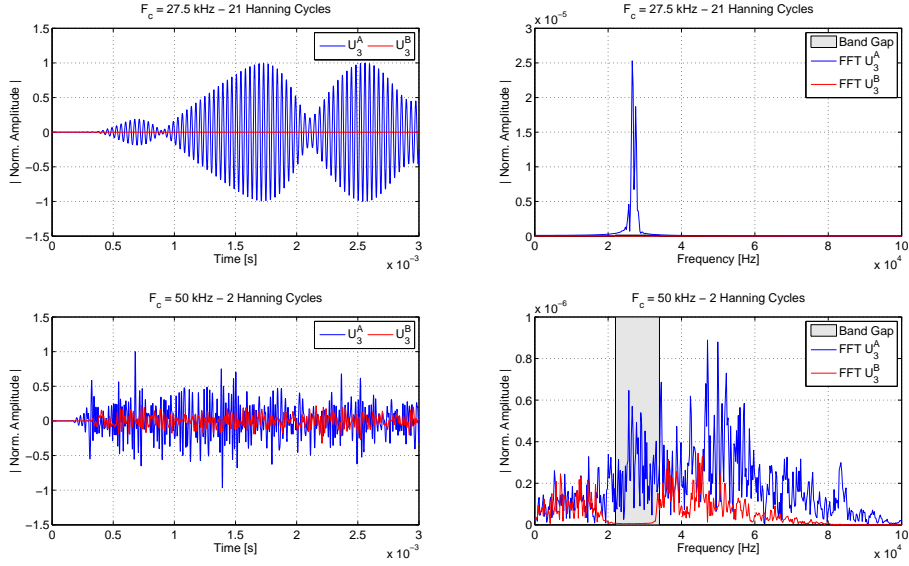 F_c = 27.5 kHz − 21 Hanning Cycles
U_3^A U_3^B
| Norm. Amplitude |
1.5
1
0.5
0
−0.5
−1
−1.5
0 0.5 1 1.5 2 2.5 3
Time [s]
x 10^−3
F_c = 27.5 kHz − 21 Hanning Cycles
x 10^−5
Band Gap
FFT U_3^A
FFT U_3^B
| Norm. Amplitude |
3
2.5
2
1.5
1
0.5
0
0 2 4 6 8 10
Frequency [Hz]
x 10^4
F_c = 50 kHz − 2 Hanning Cycles
U_3^A U_3^B
| Norm. Amplitude |
1.5
1
0.5
0
−0.5
−1
−1.5
0 0.5 1 1.5 2 2.5 3
Time [s]
x 10^−3
F_c = 50 kHz − 2 Hanning Cycles
x 10^−6
Band Gap
FFT U_3^A
FFT U_3^B
| Norm. Amplitude |
1
0.8
0.6
0.4
0.2
0
0 2 4 6 8 10
Frequency [Hz]
x 10^4